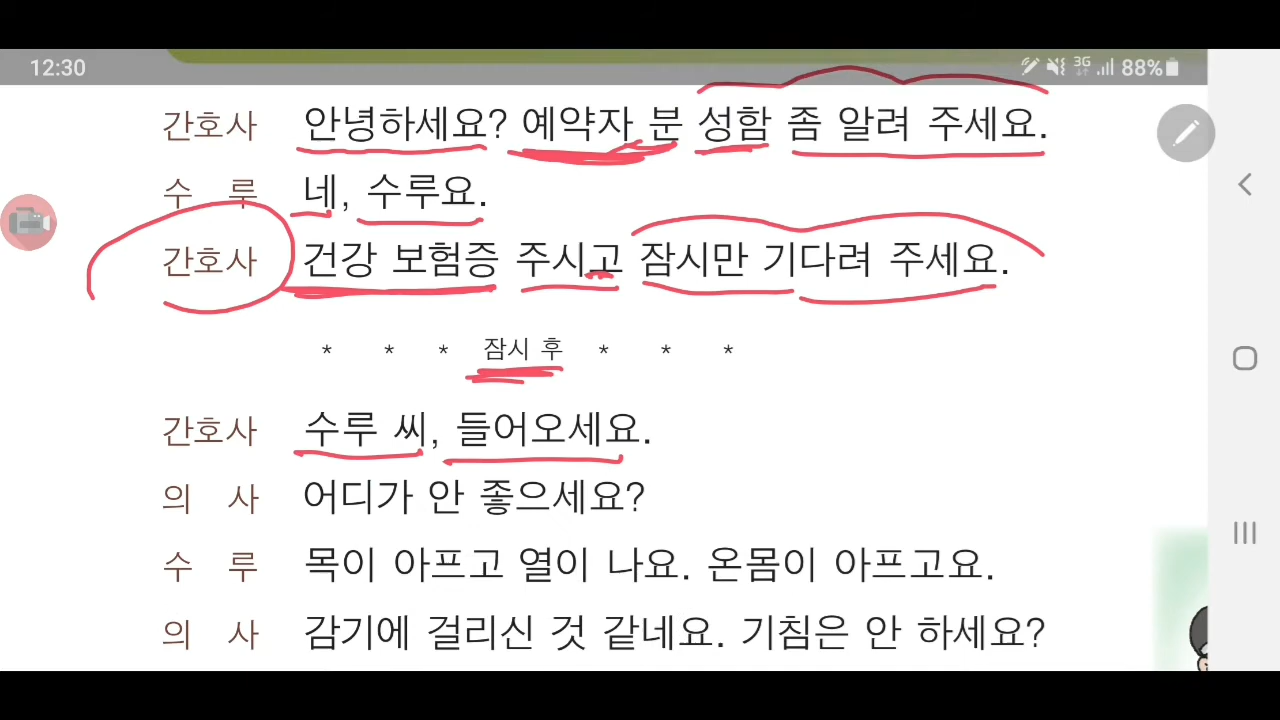 12:30 3G 88%
간호사 안녕하세요? 예약자 분 성함 좀 알려 주세요.
수 루 네, 수루요.
간호사 건강 보험증 주시고 잠시만 기다려 주세요.
* * * 잠시 후 * * *
간호사 수루 씨, 들어오세요.
의 사 어디가 안 좋으세요?
수 루 목이 아프고 열이 나요. 온몸이 아프고요.
의 사 감기에 걸리신 것 같네요. 기침은 안 하세요?